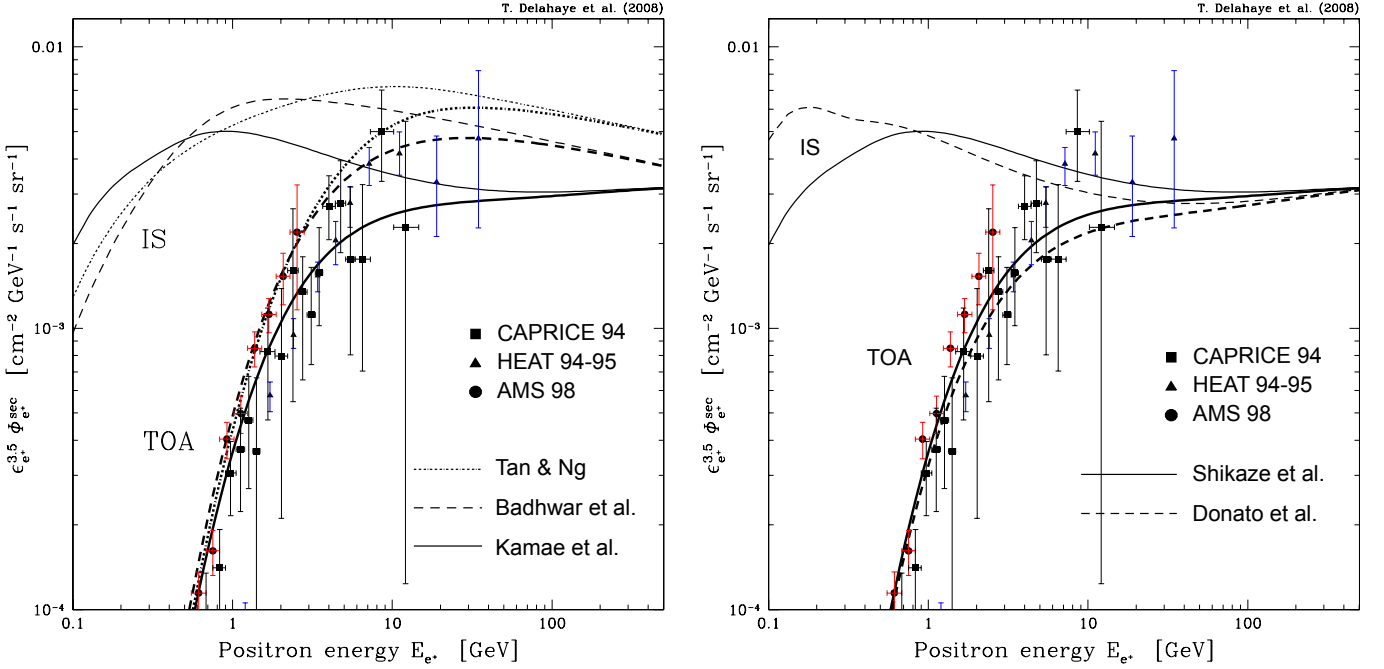 T. Delahaye et al. (2008)
0.01
10⁻³
10⁻⁴
ϵ_{e⁺}^{3.5} Φ_{e⁺}^{sec} [cm⁻² GeV⁻¹ s⁻¹ sr⁻¹]
IS
TOA
CAPRICE 94
HEAT 94-95
AMS 98
Tan & Ng
Badhwar et al.
Kamae et al.
0.1 1 10 100
Positron energy E_{e⁺} [GeV]
T. Delahaye et al. (2008)
0.01
10⁻³
10⁻⁴
ϵ_{e⁺}^{3.5} Φ_{e⁺}^{sec} [cm⁻² GeV⁻¹ s⁻¹ sr⁻¹]
IS
TOA
CAPRICE 94
HEAT 94-95
AMS 98
Shikaze et al.
Donato et al.
0.1 1 10 100
Positron energy E_{e⁺} [GeV]